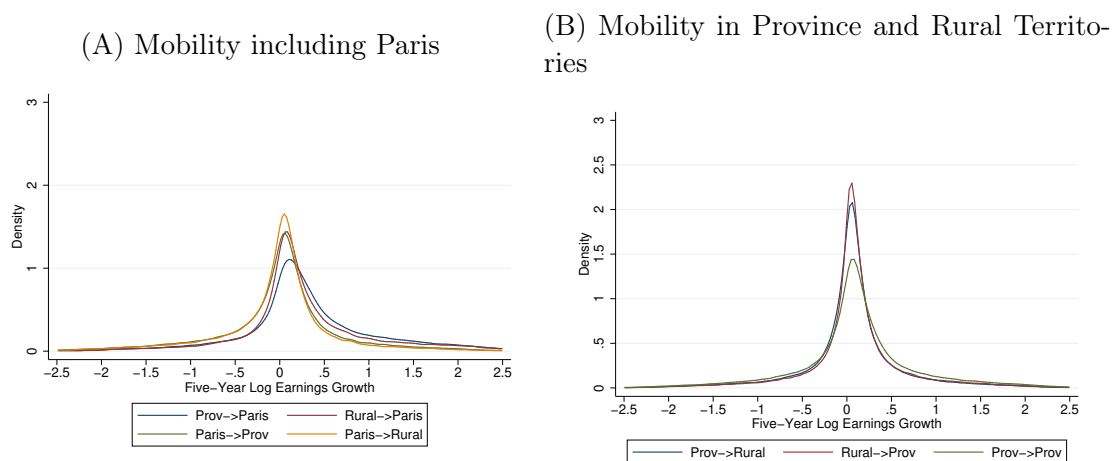 (A) Mobility including Paris
3
2
1
0
Density
−2.5 −2 −1.5 −1 −.5 0 .5 1 1.5 2 2.5
Five−Year Log Earnings Growth
Prov−>Paris Rural−>Paris
Paris−>Prov Paris−>Rural
(B) Mobility in Province and Rural Territo-
ries
3
2.5
2
1.5
1
.5
0
Density
−2.5 −2 −1.5 −1 −.5 0 .5 1 1.5 2 2.5
Five−Year Log Earnings Growth
Prov−>Rural Rural−>Prov Prov−>Prov